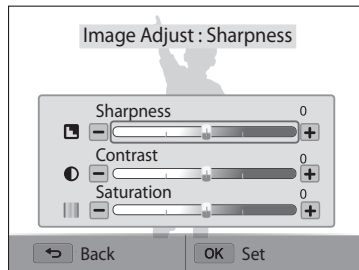 Image Adjust : Sharpness
Sharpness 0
Contrast 0
Saturation 0
Back OK Set